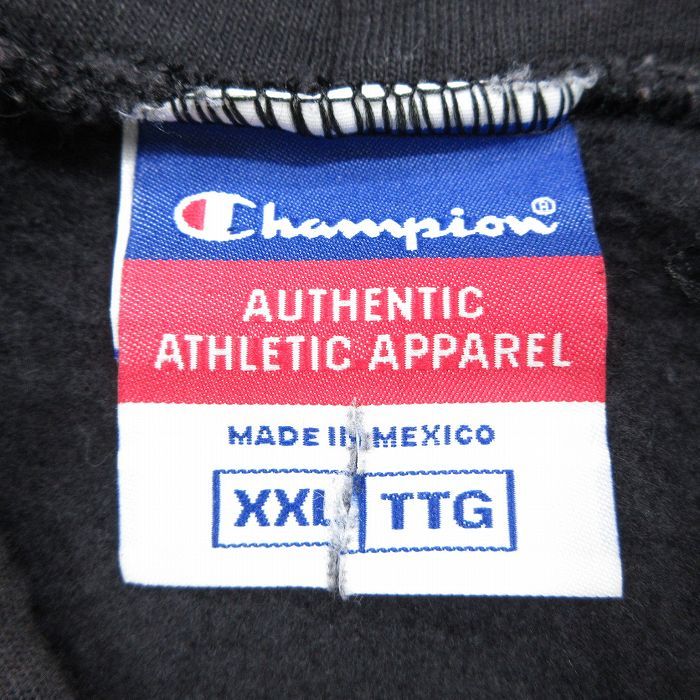 Champion®
AUTHENTIC
ATHLETIC APPAREL
MADE IN MEXICO
XXL TTG